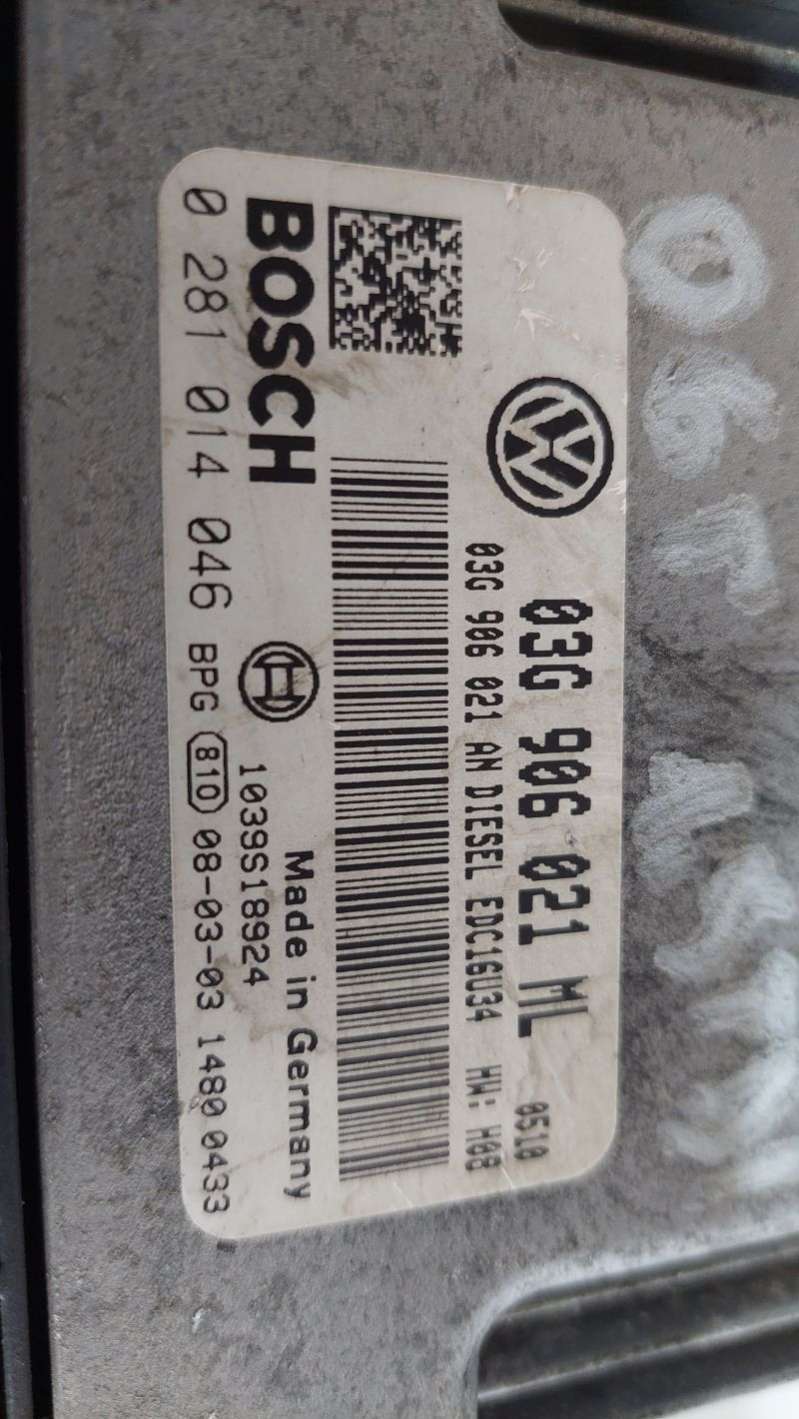 03G 906 021 ML 0510
03G 906 021 AN DIESEL EDC16U34 HW: H08
Made in Germany
BOSCH 1039S18924
0 281 014 046 BPG 810 08-03-03 1480 0433